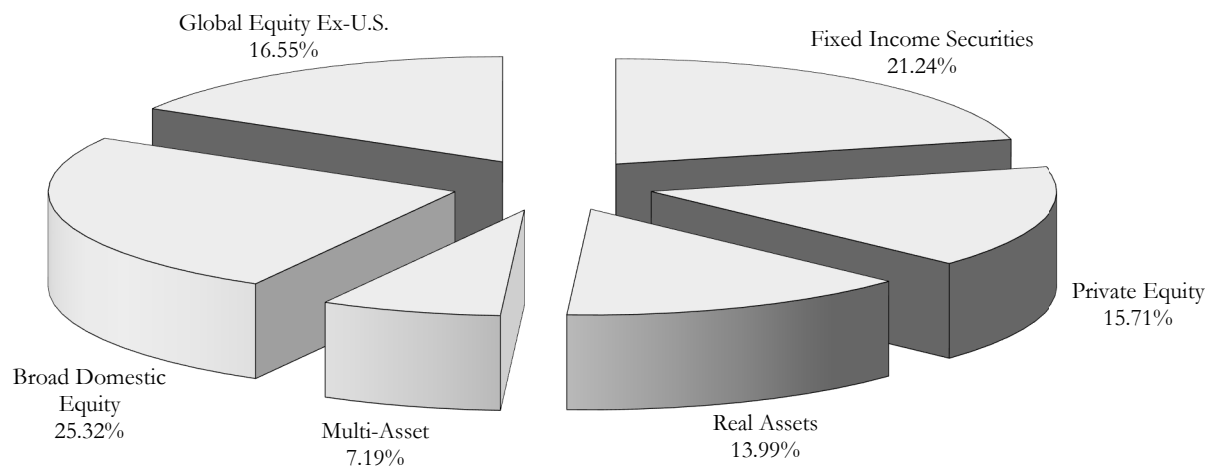 Global Equity Ex-U.S.
16.55%
Fixed Income Securities
21.24%
Private Equity
15.71%
Broad Domestic
Equity
25.32%
Multi-Asset
7.19%
Real Assets
13.99%